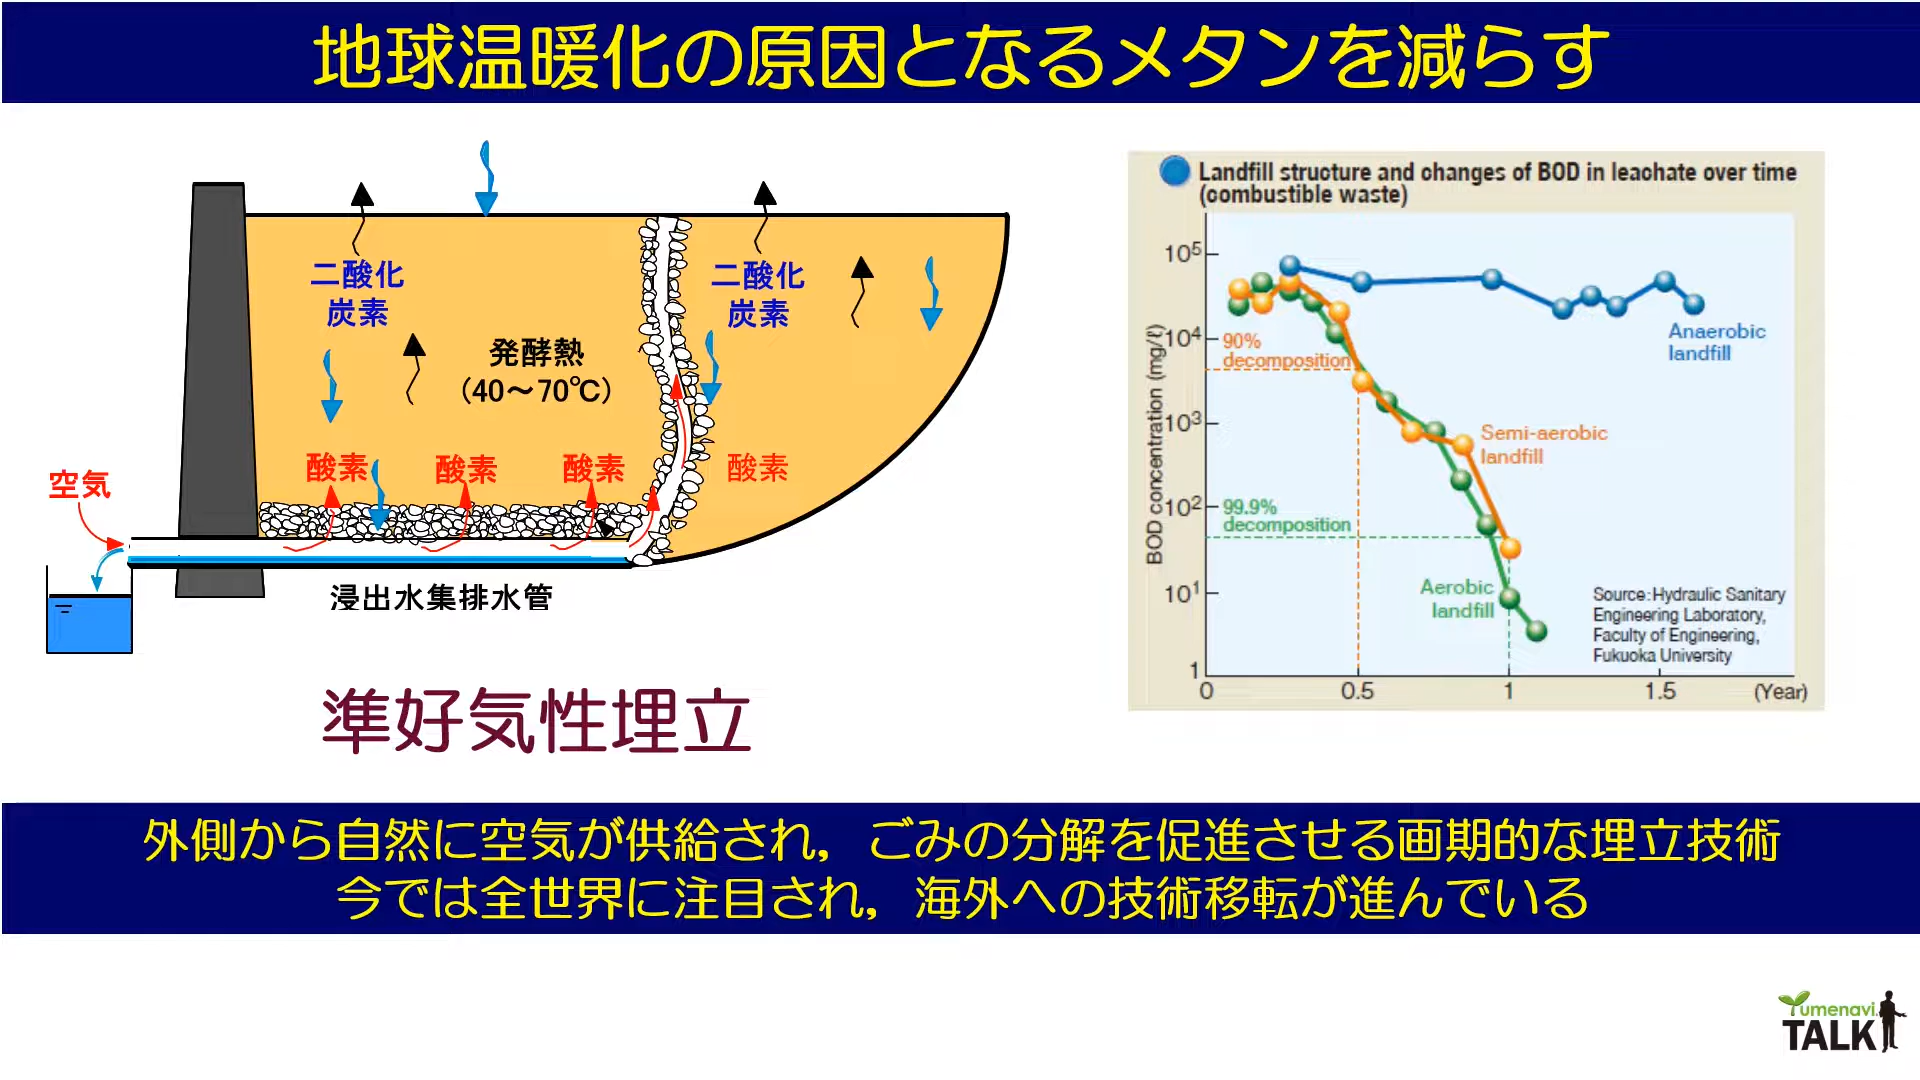 地球温暖化の原因となるメタンを減らす
二酸化
炭素
二酸化
炭素
発酵熱
(40～70℃)
酸素
酸素
酸素
酸素
空気
浸出水集排水管
準好気性埋立
Landfill structure and changes of BOD in leachate over time
(combustible waste)
BOD concentration (mg/ℓ)
10⁵
10⁴
10³
10²
10¹
1
90%
decomposition
99.9%
decomposition
Anaerobic
landfill
Semi-aerobic
landfill
Aerobic
landfill
Source:Hydraulic Sanitary
Engineering Laboratory,
Faculty of Engineering,
Fukuoka University
0 0.5 1 1.5 (Year)
外側から自然に空気が供給され，ごみの分解を促進させる画期的な埋立技術
今では全世界に注目され，海外への技術移転が進んでいる
Yumenavi
TALK